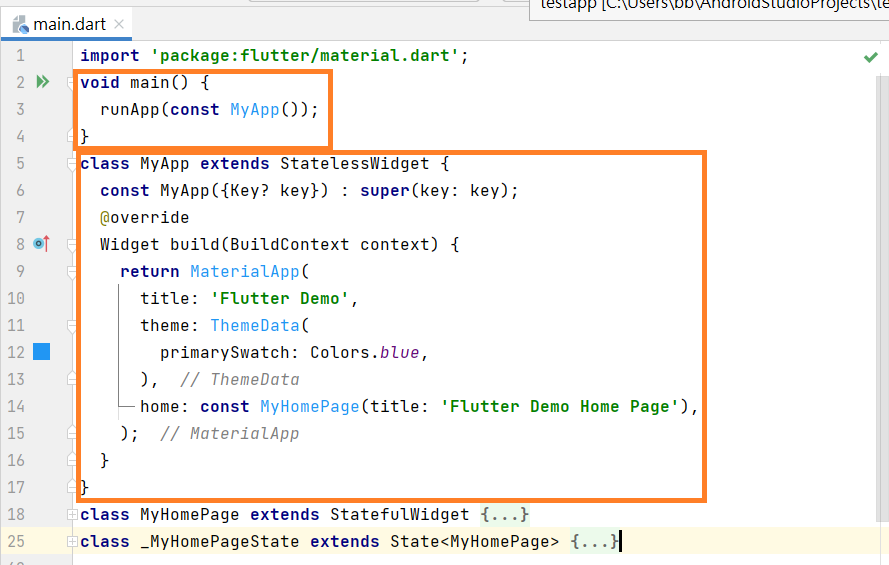 testapp [C:\Users\bb\AndroidStudioProjects\te
main.dart
1 import 'package:flutter/material.dart';
2 void main() {
3 runApp(const MyApp());
4 }
5 class MyApp extends StatelessWidget {
6 const MyApp({Key? key}) : super(key: key);
7 @override
8 Widget build(BuildContext context) {
9 return MaterialApp(
10 title: 'Flutter Demo',
11 theme: ThemeData(
12 primarySwatch: Colors.blue,
13 ), // ThemeData
14 home: const MyHomePage(title: 'Flutter Demo Home Page'),
15 ); // MaterialApp
16 }
17 }
18 class MyHomePage extends StatefulWidget {...}
25 class _MyHomePageState extends State<MyHomePage> {...}